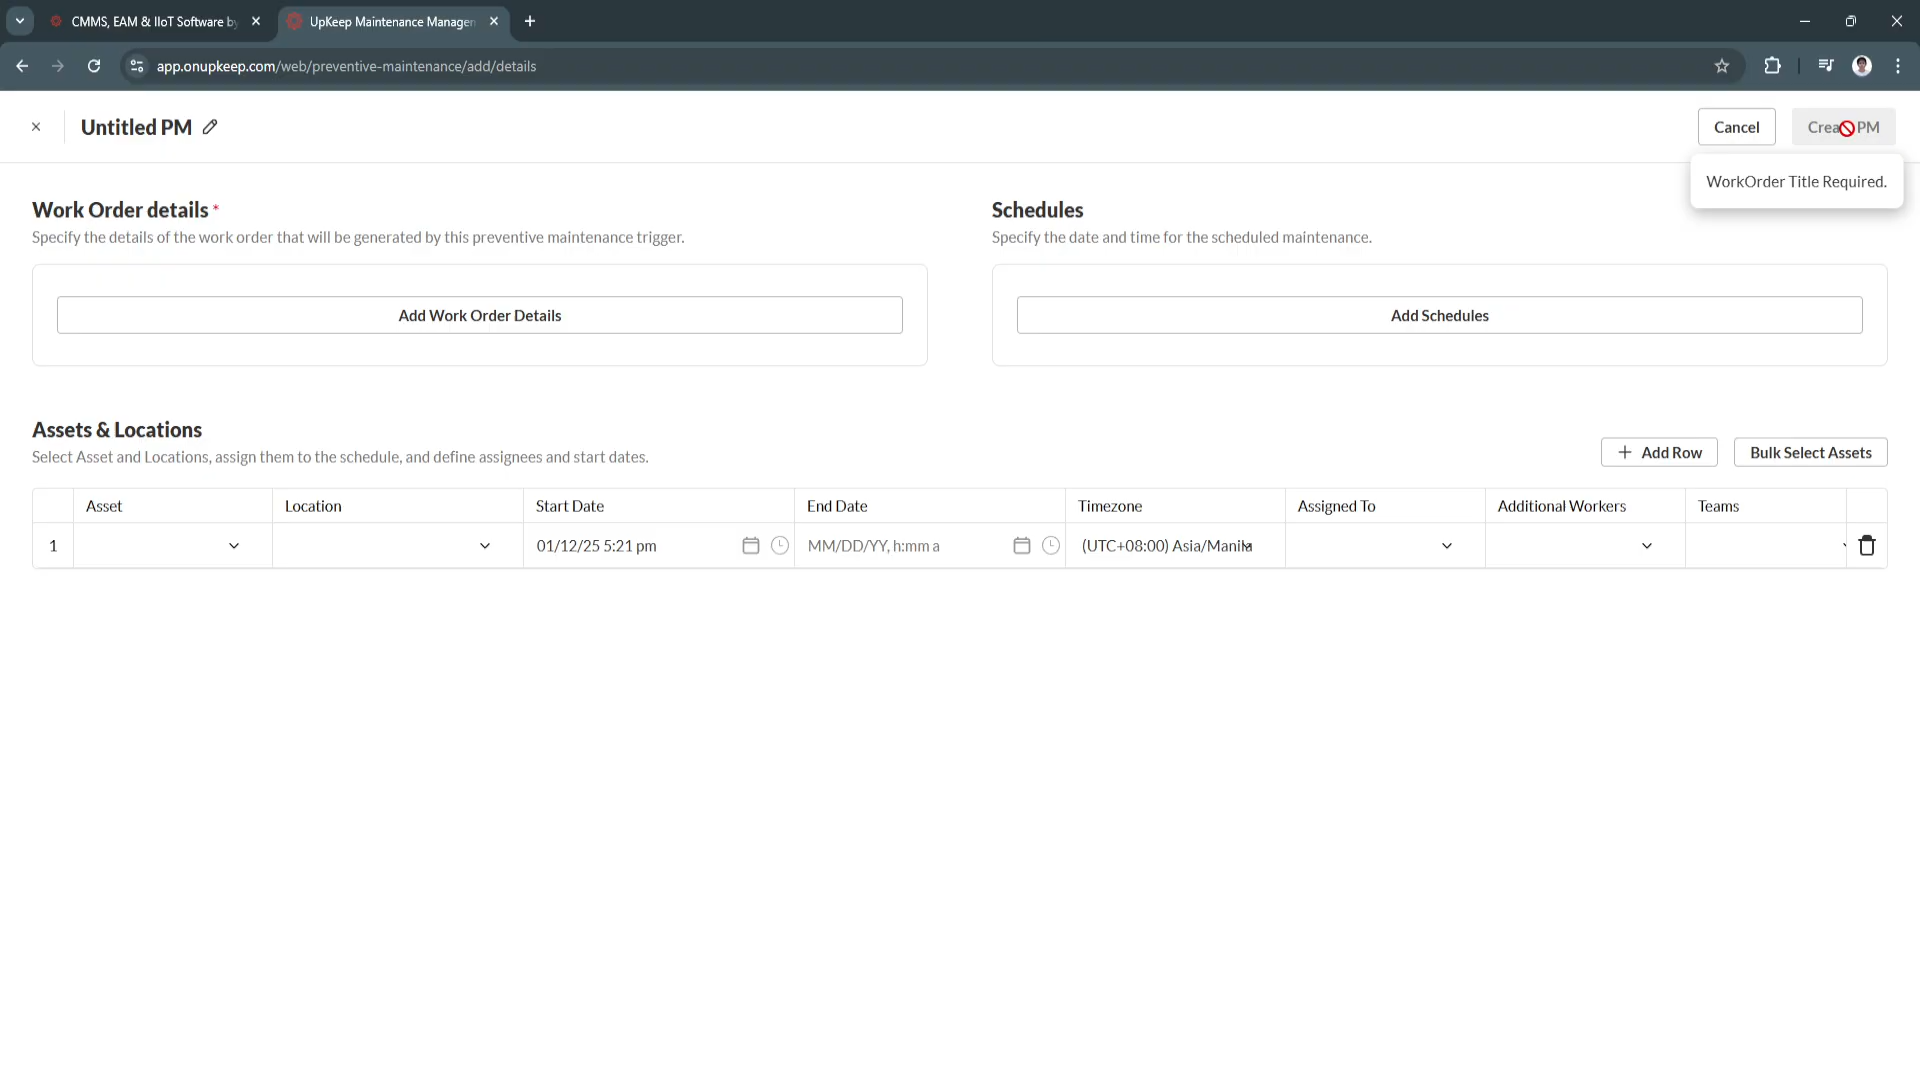 CMMS, EAM & IIoT Software by
UpKeep Maintenance Managem
app.onupkeep.com/web/preventive-maintenance/add/details
Untitled PM
Cancel
Crea PM
WorkOrder Title Required.
Work Order details *
Specify the details of the work order that will be generated by this preventive maintenance trigger.
Add Work Order Details
Schedules
Specify the date and time for the scheduled maintenance.
Add Schedules
Assets & Locations
Select Asset and Locations, assign them to the schedule, and define assignees and start dates.
Add Row
Bulk Select Assets
Asset Location Start Date End Date Timezone Assigned To Additional Workers Teams
1 01/12/25 5:21 pm MM/DD/YY, h:mm a (UTC+08:00) Asia/Manila